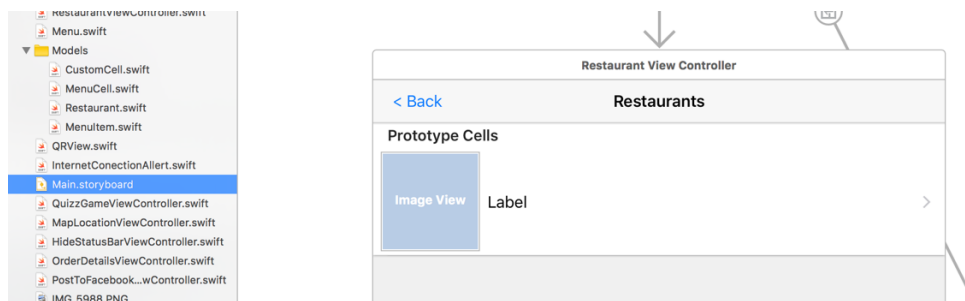 RestaurantViewController.swift
Menu.swift
Models
CustomCell.swift
MenuCell.swift
Restaurant.swift
MenuItem.swift
QRView.swift
InternetConectionAllert.swift
Main.storyboard
QuizzGameViewController.swift
MapLocationViewController.swift
HideStatusBarViewController.swift
OrderDetailsViewController.swift
PostToFacebook...wController.swift
IMG_5988.PNG
Restaurant View Controller
< Back Restaurants
Prototype Cells
Image View Label